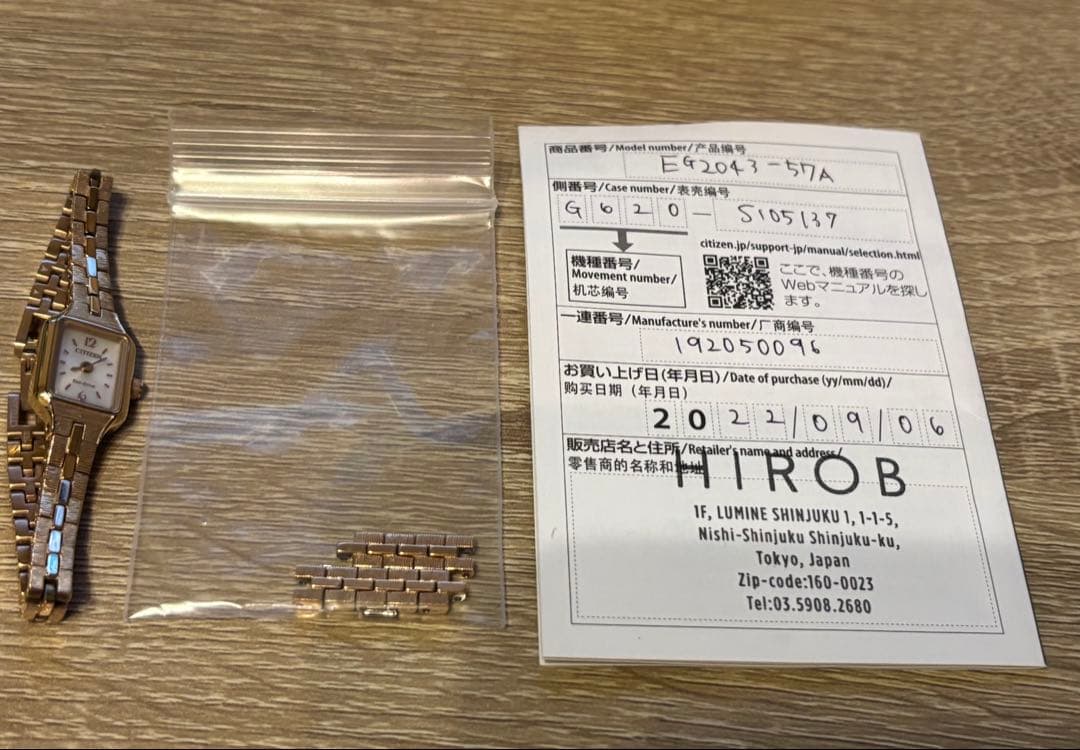 12
CITIZEN
Eco-Drive
商品番号/Model number/产品编号
EG2043-57A
側番号/Case number/表壳编号
G620-S105137
citizen.jp/support-jp/manual/selection.html
機種番号/
Movement number/
机芯编号
ここで、機種番号の
Webマニュアルを探し
ます。
一連番号/Manufacture's number/厂商编号
192050096
お買い上げ日(年月日)/Date of purchase (yy/mm/dd)/
购买日期（年月日）
2022/09/06
販売店名と住所/Retailer's name and address/
零售商的名称和地址
HIROB
1F, LUMINE SHINJUKU 1, 1-1-5,
Nishi-Shinjuku Shinjuku-ku,
Tokyo, Japan
Zip-code:160-0023
Tel:03.5908.2680